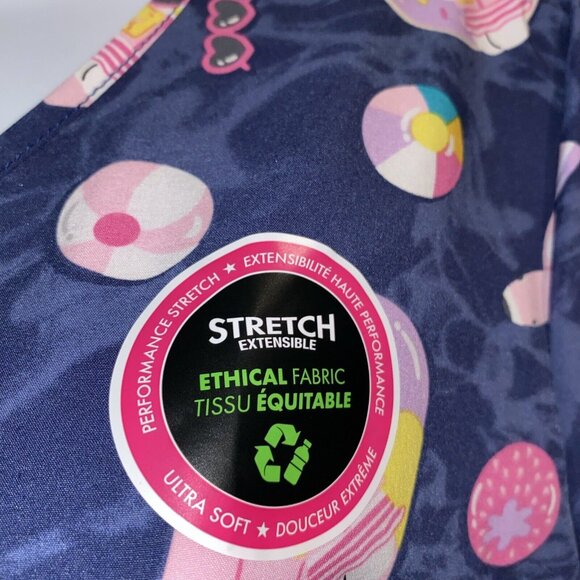 PERFORMANCE STRETCH ★ EXTENSIBILITÉ HAUTE PERFORMANCE
STRETCH
EXTENSIBLE
ETHICAL FABRIC
TISSU ÉQUITABLE
ULTRA SOFT ★ DOUCEUR EXTRÊME